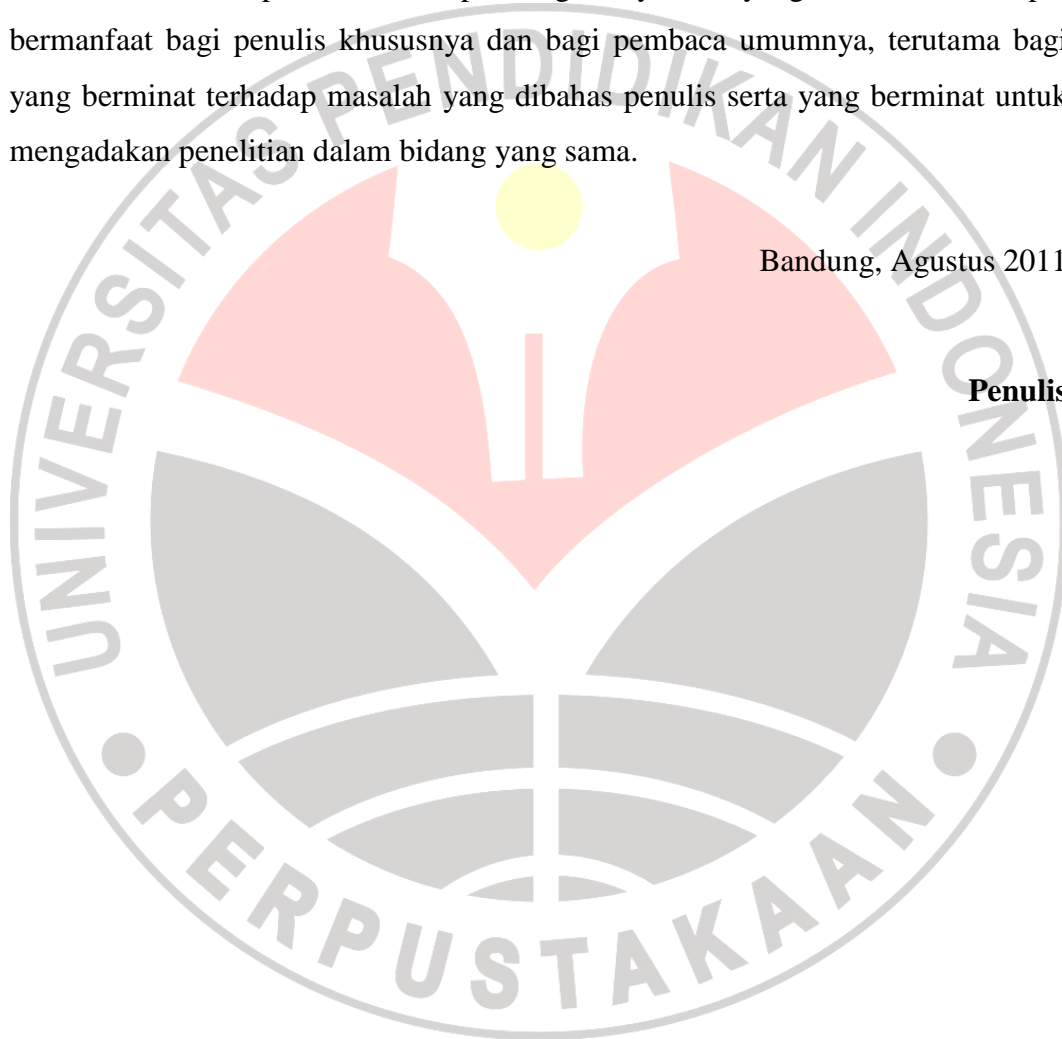 bermanfaat bagi penulis khususnya dan bagi pembaca umumnya, terutama bagi
yang berminat terhadap masalah yang dibahas penulis serta yang berminat untuk
mengadakan penelitian dalam bidang yang sama.
Bandung, Agustus 2011
Penulis
UNIVERSITAS PENDIDIKAN INDONESIA
PERPUSTAKAAN